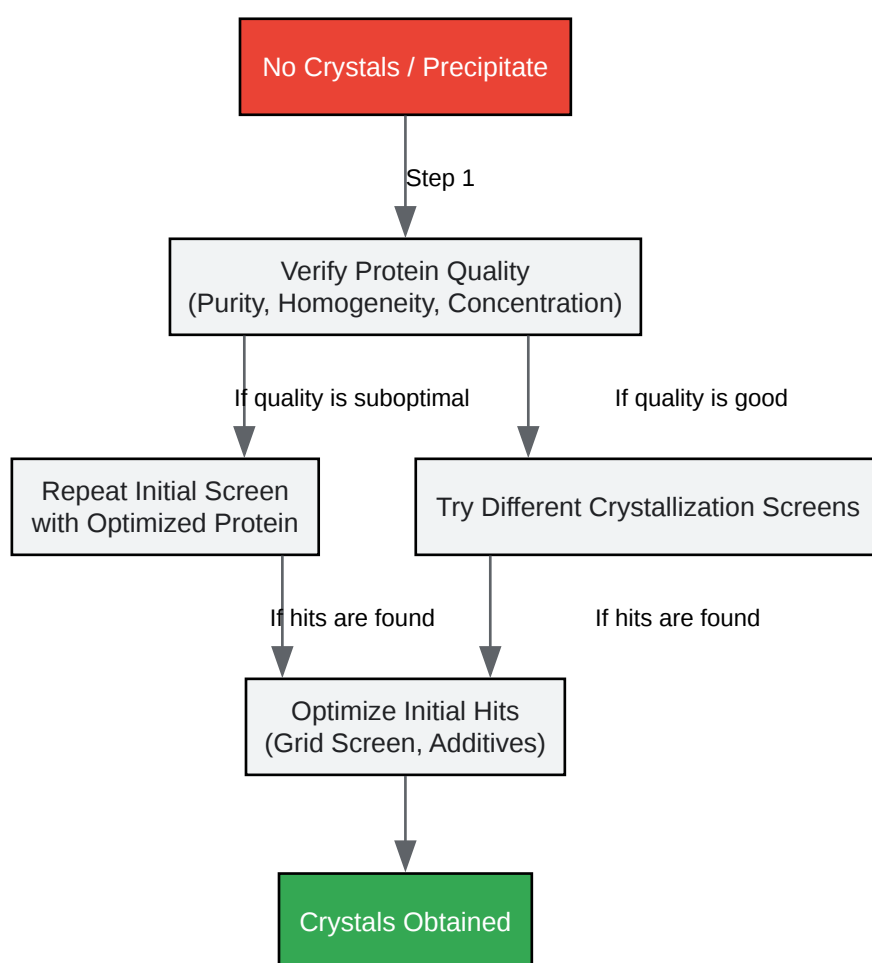 No Crystals / Precipitate
Step 1
Verify Protein Quality
(Purity, Homogeneity, Concentration)
If quality is suboptimal
If quality is good
Repeat Initial Screen
with Optimized Protein
Try Different Crystallization Screens
If hits are found
If hits are found
Optimize Initial Hits
(Grid Screen, Additives)
Crystals Obtained